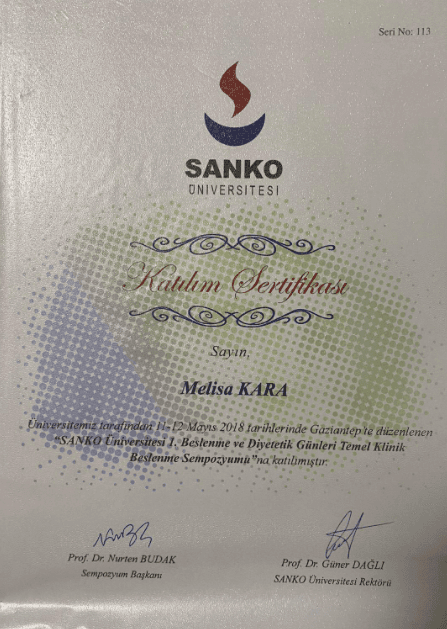 Seri No: 113
SANKO
ÜNİVERSİTESİ
Katılım Sertifikası
Sayın,
Melisa KARA
Üniversitemiz tarafından 11-12 Mayıs 2018 tarihlerinde Gaziantep'te düzenlenen
"SANKO Üniversitesi 1. Beslenme ve Diyetetik Günleri Temel Klinik
Beslenme Sempozyumu"na katılmıştır.
Prof. Dr. Nurten BUDAK
Sempozyum Başkanı
Prof. Dr. Güner DAĞLI
SANKO Üniversitesi Rektörü